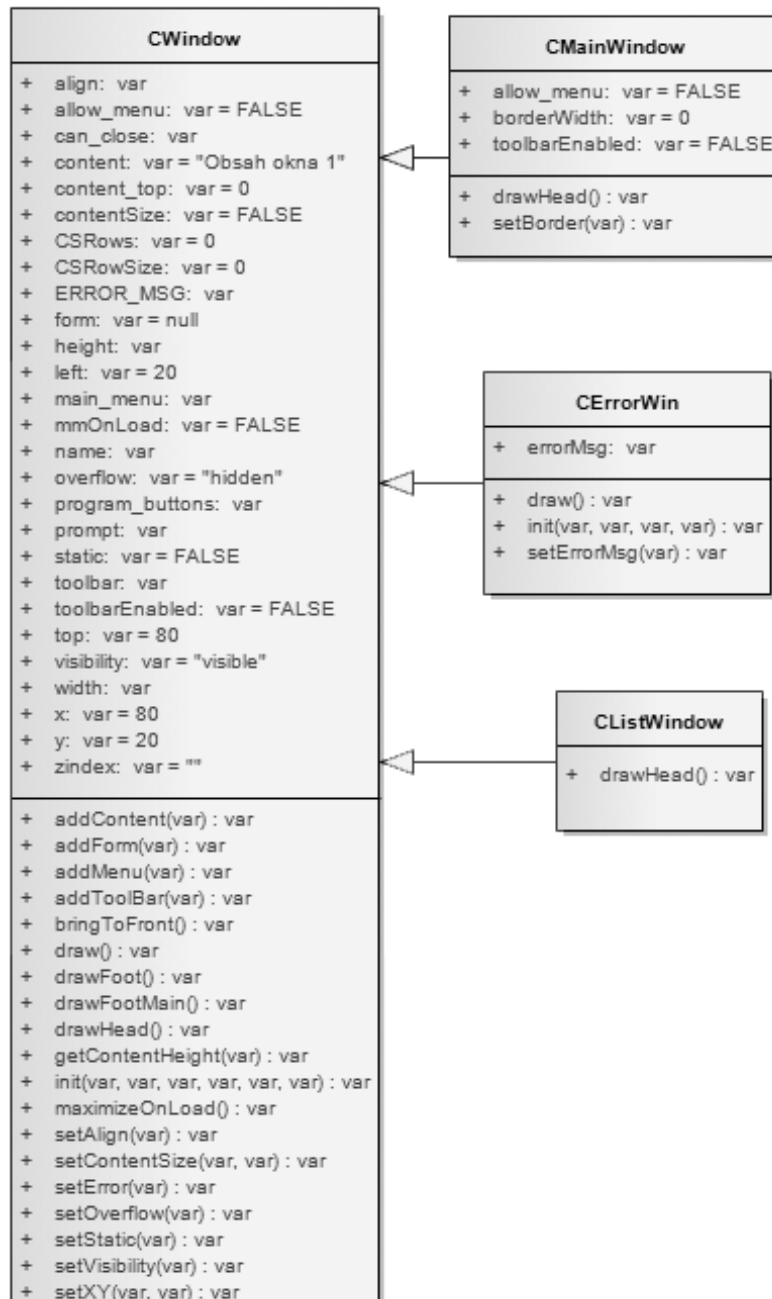 CWindow
+ align: var
+ allow_menu: var = FALSE
+ can_close: var
+ content: var = "Obsah okna 1"
+ content_top: var = 0
+ contentSize: var = FALSE
+ CSRows: var = 0
+ CSRowSize: var = 0
+ ERROR_MSG: var
+ form: var = null
+ height: var
+ left: var = 20
+ main_menu: var
+ mmOnLoad: var = FALSE
+ name: var
+ overflow: var = "hidden"
+ program_buttons: var
+ prompt: var
+ static: var = FALSE
+ toolbar: var
+ toolbarEnabled: var = FALSE
+ top: var = 80
+ visibility: var = "visible"
+ width: var
+ x: var = 80
+ y: var = 20
+ zindex: var = ""
+ addContent(var) : var
+ addForm(var) : var
+ addMenu(var) : var
+ addToolBar(var) : var
+ bringToFront() : var
+ draw() : var
+ drawFoot() : var
+ drawFootMain() : var
+ drawHead() : var
+ getContentHeight(var) : var
+ init(var, var, var, var, var, var) : var
+ maximizeOnLoad() : var
+ setAlign(var) : var
+ setContentSize(var, var) : var
+ setError(var) : var
+ setOverflow(var) : var
+ setStatic(var) : var
+ setVisibility(var) : var
+ setXY(var, var) : var
CMainWindow
+ allow_menu: var = FALSE
+ borderWidth: var = 0
+ toolbarEnabled: var = FALSE
+ drawHead() : var
+ setBorder(var) : var
CErrorWin
+ errorMsg: var
+ draw() : var
+ init(var, var, var, var) : var
+ setErrorMsg(var) : var
CListWindow
+ drawHead() : var